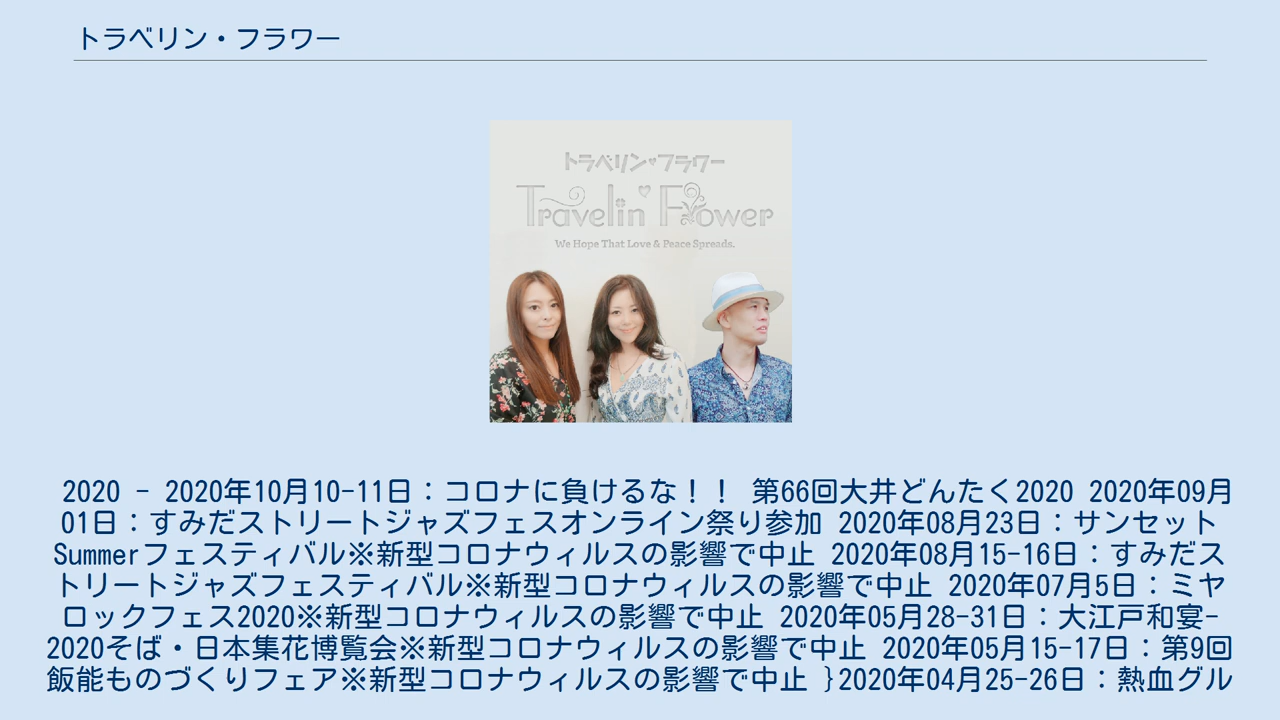 トラベリン・フラワー
トラベリン♥フラワー
Travelin Flower
We Hope That Love & Peace Spreads.
2020 - 2020年10月10-11日：コロナに負けるな！！ 第66回大井どんたく2020 2020年09月
01日：すみだストリートジャズフェスオンライン祭り参加 2020年08月23日：サンセット
Summerフェスティバル※新型コロナウィルスの影響で中止 2020年08月15-16日：すみだス
トリートジャズフェスティバル※新型コロナウィルスの影響で中止 2020年07月5日：ミヤ
ロックフェス2020※新型コロナウィルスの影響で中止 2020年05月28-31日：大江戸和宴-
2020そば・日本集花博覧会※新型コロナウィルスの影響で中止 2020年05月15-17日：第9回
飯能ものづくりフェア※新型コロナウィルスの影響で中止 }2020年04月25-26日：熱血グル